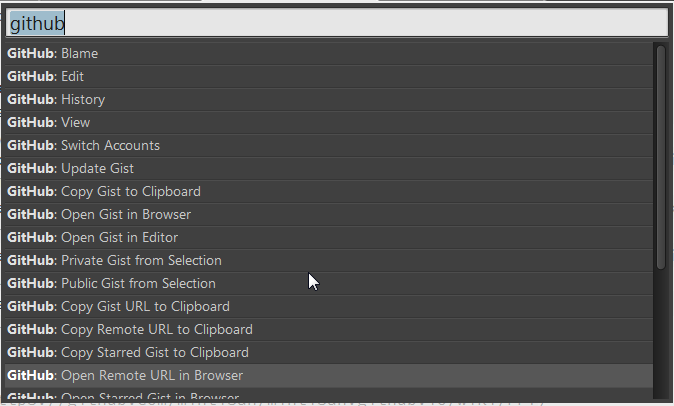 github
GitHub: Blame
GitHub: Edit
GitHub: History
GitHub: View
GitHub: Switch Accounts
GitHub: Update Gist
GitHub: Copy Gist to Clipboard
GitHub: Open Gist in Browser
GitHub: Open Gist in Editor
GitHub: Private Gist from Selection
GitHub: Public Gist from Selection
GitHub: Copy Gist URL to Clipboard
GitHub: Copy Remote URL to Clipboard
GitHub: Copy Starred Gist to Clipboard
GitHub: Open Remote URL in Browser
GitHub: Open Starred Gist in Browser